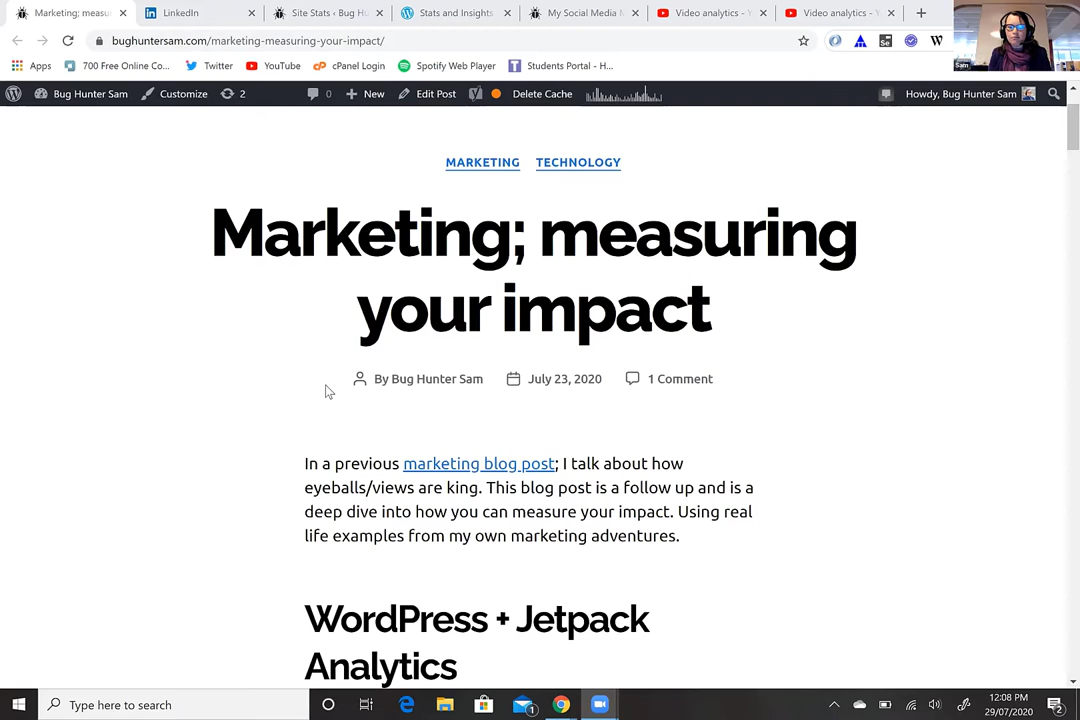 Marketing; measu
LinkedIn
Site Stats ‹ Bug Hu
Stats and Insights
My Social Media M
Video analytics - Y
Video analytics - Y
bughuntersam.com/marketing-measuring-your-impact/
Sam
Apps
700 Free Online Co...
Twitter
YouTube
cPanel Login
Spotify Web Player
Students Portal - H...
Bug Hunter Sam
Customize
2
0
New
Edit Post
Delete Cache
Howdy, Bug Hunter Sam
MARKETING TECHNOLOGY
Marketing; measuring
your impact
By Bug Hunter Sam July 23, 2020 1 Comment
In a previous marketing blog post; I talk about how
eyeballs/views are king. This blog post is a follow up and is a
deep dive into how you can measure your impact. Using real
life examples from my own marketing adventures.
WordPress + Jetpack
Analytics
Type here to search
1
12:08 PM
29/07/2020
2